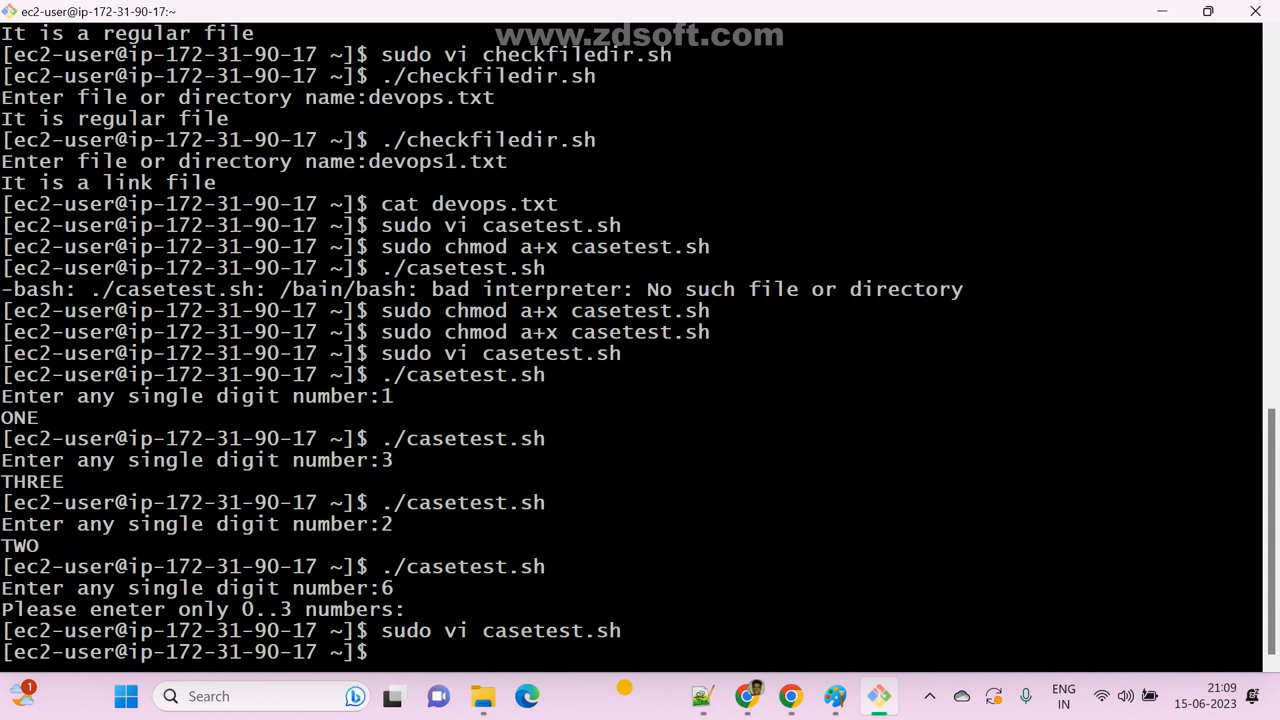 ec2-user@ip-172-31-90-17:~
www.zdsoft.com
It is a regular file
[ec2-user@ip-172-31-90-17 ~]$ sudo vi checkfiledir.sh
[ec2-user@ip-172-31-90-17 ~]$ ./checkfiledir.sh
Enter file or directory name:devops.txt
It is regular file
[ec2-user@ip-172-31-90-17 ~]$ ./checkfiledir.sh
Enter file or directory name:devops1.txt
It is a link file
[ec2-user@ip-172-31-90-17 ~]$ cat devops.txt
[ec2-user@ip-172-31-90-17 ~]$ sudo vi casetest.sh
[ec2-user@ip-172-31-90-17 ~]$ sudo chmod a+x casetest.sh
[ec2-user@ip-172-31-90-17 ~]$ ./casetest.sh
-bash: ./casetest.sh: /bain/bash: bad interpreter: No such file or directory
[ec2-user@ip-172-31-90-17 ~]$ sudo chmod a+x casetest.sh
[ec2-user@ip-172-31-90-17 ~]$ sudo chmod a+x casetest.sh
[ec2-user@ip-172-31-90-17 ~]$ sudo vi casetest.sh
[ec2-user@ip-172-31-90-17 ~]$ ./casetest.sh
Enter any single digit number:1
ONE
[ec2-user@ip-172-31-90-17 ~]$ ./casetest.sh
Enter any single digit number:3
THREE
[ec2-user@ip-172-31-90-17 ~]$ ./casetest.sh
Enter any single digit number:2
TWO
[ec2-user@ip-172-31-90-17 ~]$ ./casetest.sh
Enter any single digit number:6
Please eneter only 0..3 numbers:
[ec2-user@ip-172-31-90-17 ~]$ sudo vi casetest.sh
[ec2-user@ip-172-31-90-17 ~]$
1
Search
ENG
IN
21:09
15-06-2023